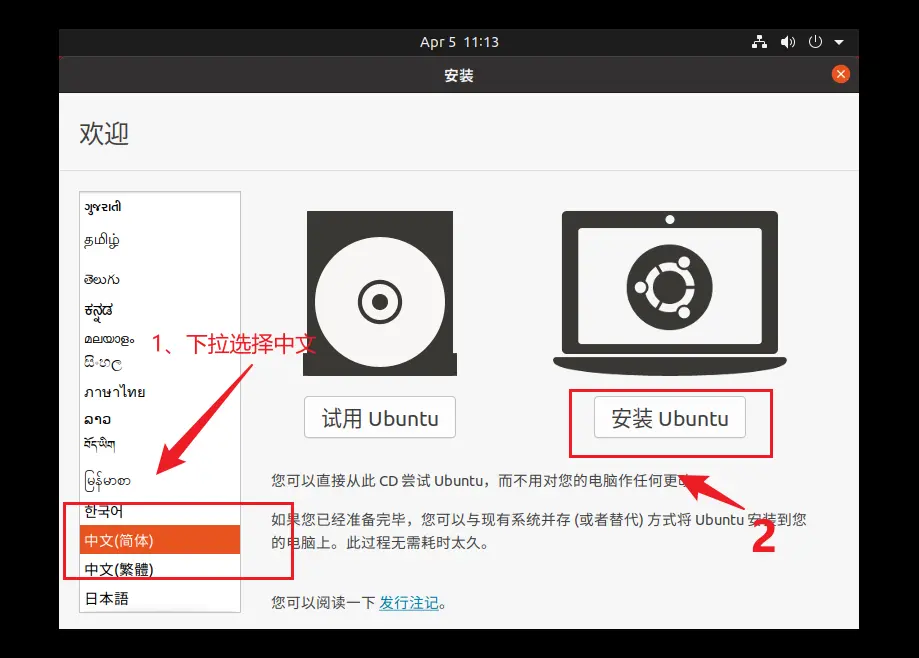 Apr 5 11:13
安装
欢迎
ગુજરાતી
தமிழ்
తెలుగు
ಕನ್ನಡ
മലയാളം
සිංහල
ภาษาไทย
ລາວ
བོད་ཡིག
မြန်မာစာ
한국어
中文(简体)
中文(繁體)
日本語
1、下拉选择中文
试用 Ubuntu
安装 Ubuntu
您可以直接从此 CD 尝试 Ubuntu，而不用对您的电脑作任何更
如果您已经准备完毕，您可以与现有系统并存 (或者替代) 方式将 Ubuntu 安装到您
的电脑上。此过程无需耗时太久。
2
您可以阅读一下 发行注记。